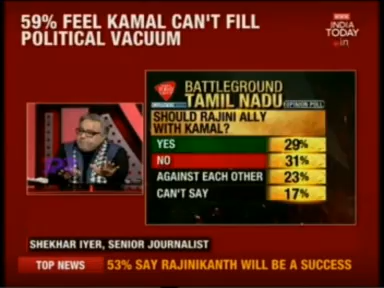 59% FEEL KAMAL CAN'T FILL
POLITICAL VACUUM
INDIA
TODAY
.in
BATTLEGROUND
TAMIL NADU
OPINION POLL
SHOULD RAJINI ALLY
WITH KAMAL?
YES 29%
NO 31%
AGAINST EACH OTHER 23%
CAN'T SAY 17%
SHEKHAR IYER, SENIOR JOURNALIST
TOP NEWS 53% SAY RAJINIKANTH WILL BE A SUCCESS